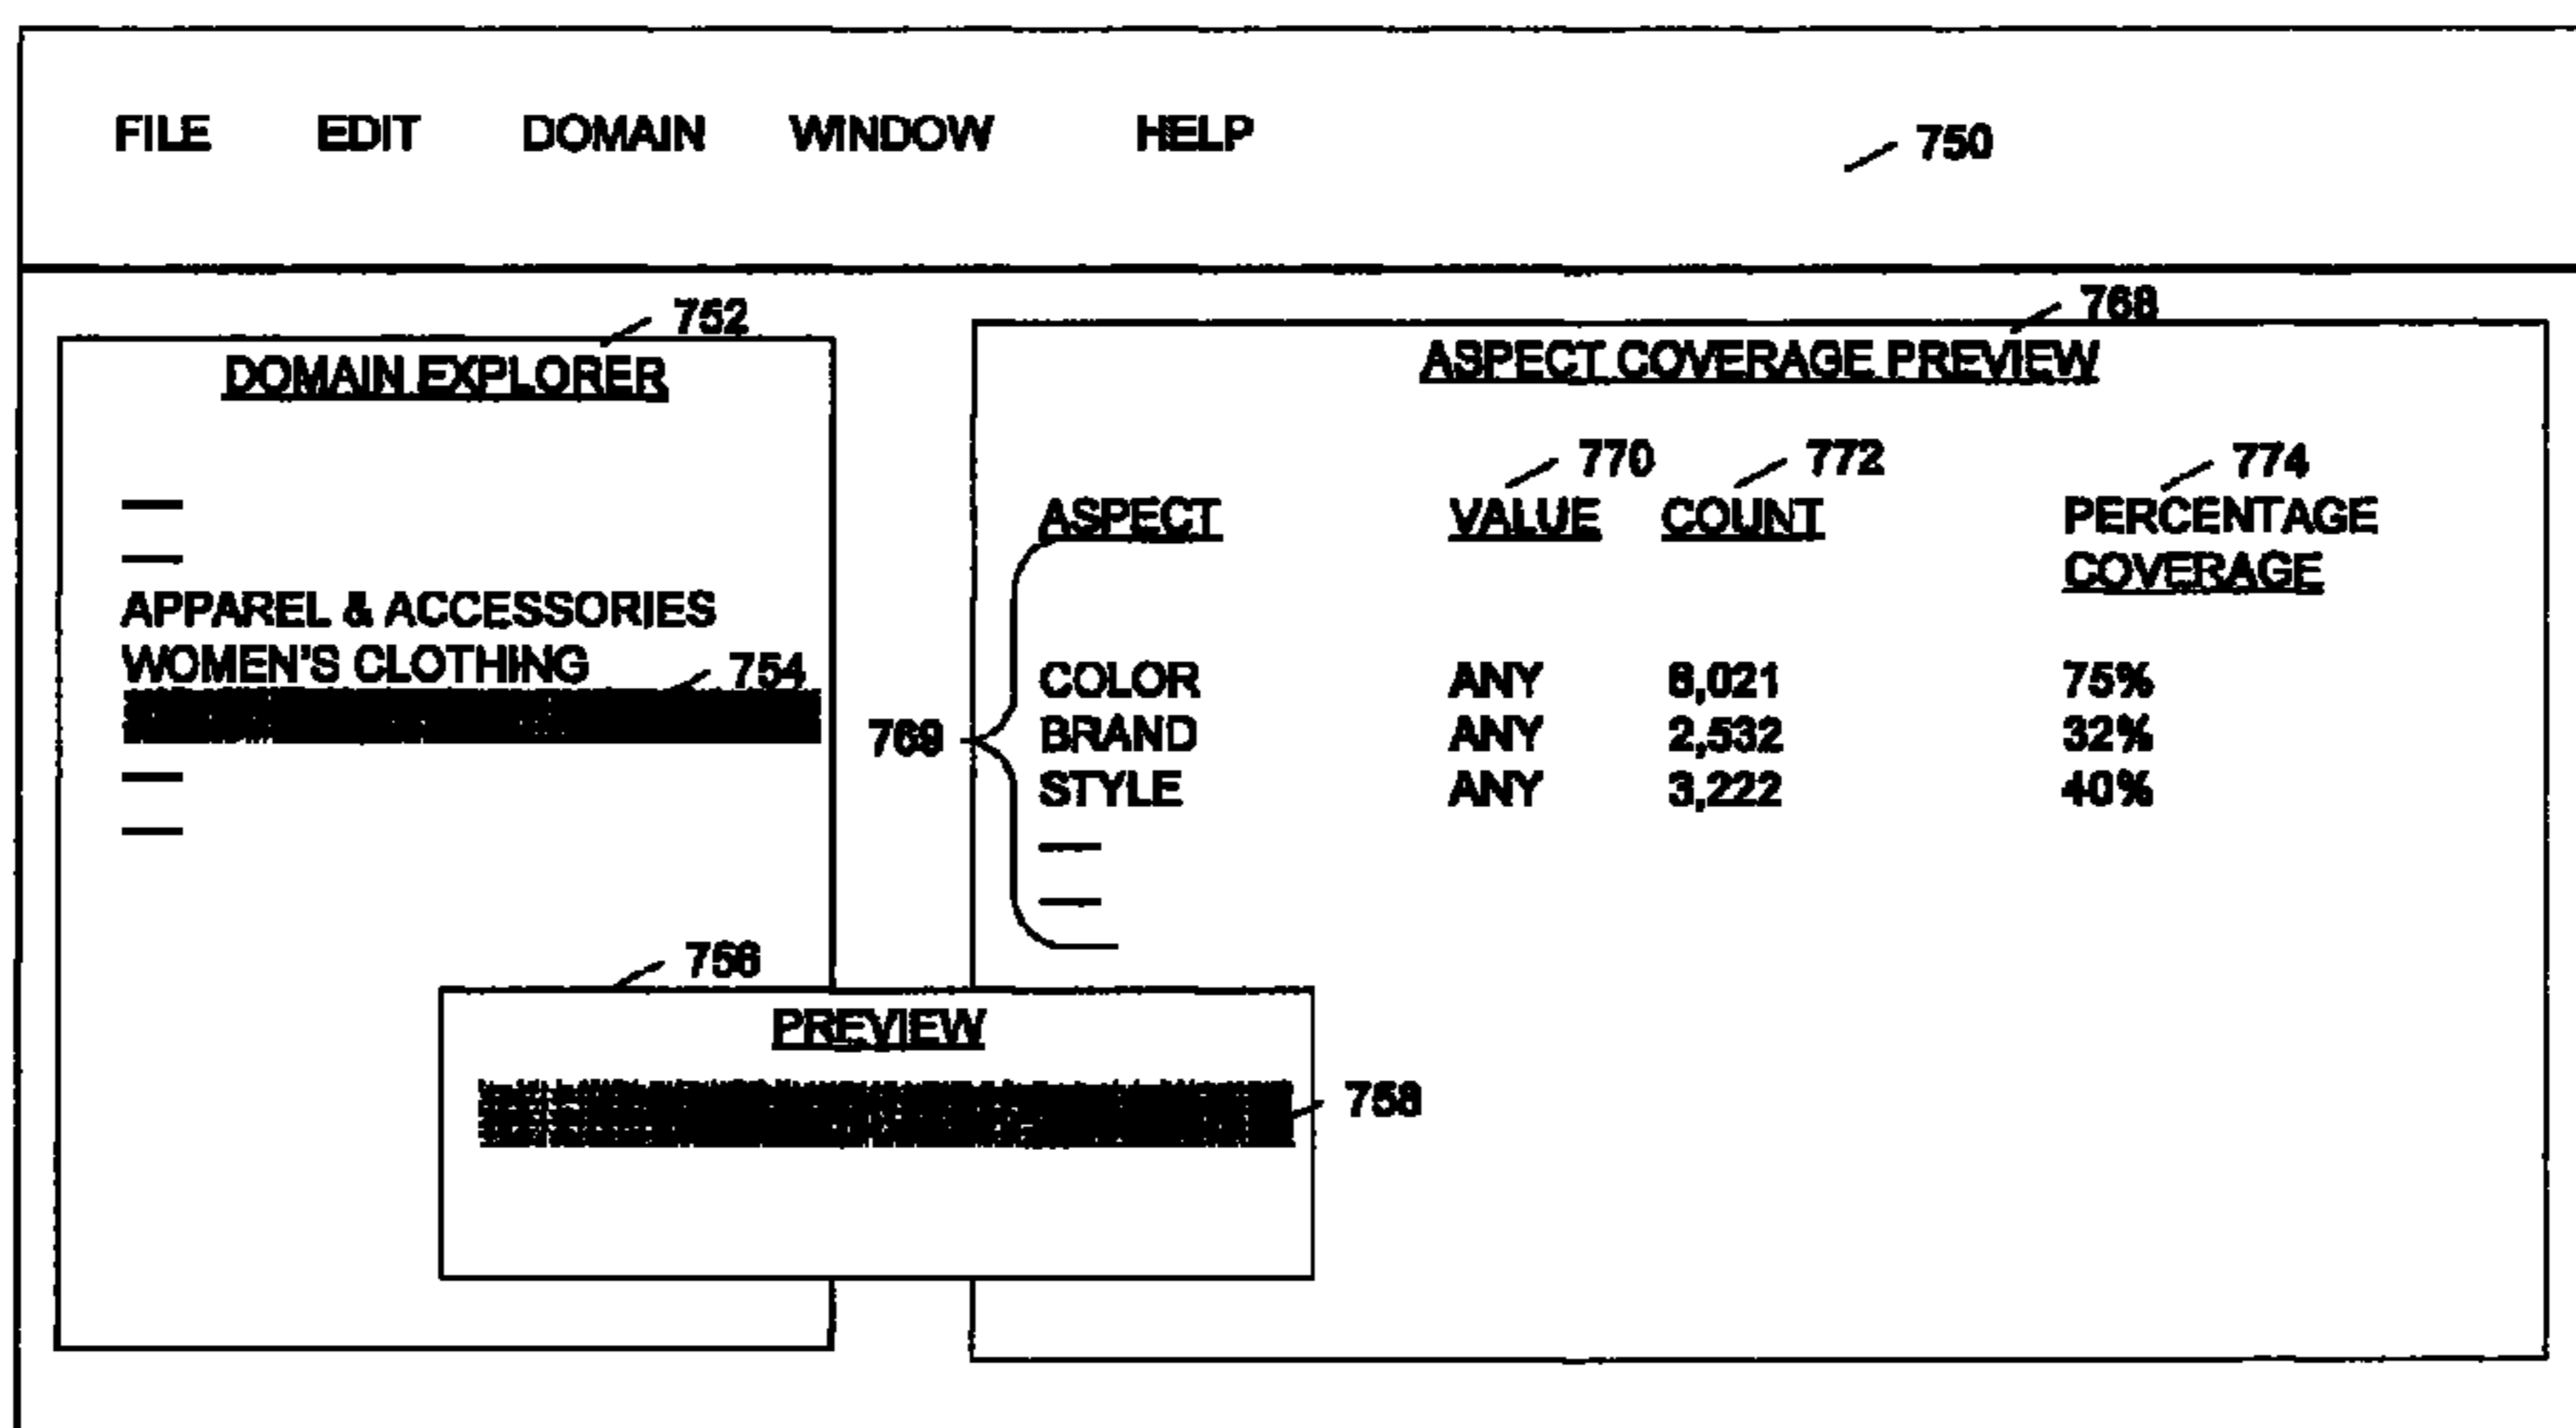 FILE EDIT DOMAIN WINDOW HELP
750
752
DOMAIN EXPLORER
APPAREL & ACCESSORIES
WOMEN'S CLOTHING
754
768
ASPECT COVERAGE PREVIEW
770 772 774
ASPECT VALUE COUNT PERCENTAGE
COVERAGE
COLOR ANY 6,021 75%
BRAND ANY 2,532 32%
STYLE ANY 3,222 40%
769
756
PREVIEW
758